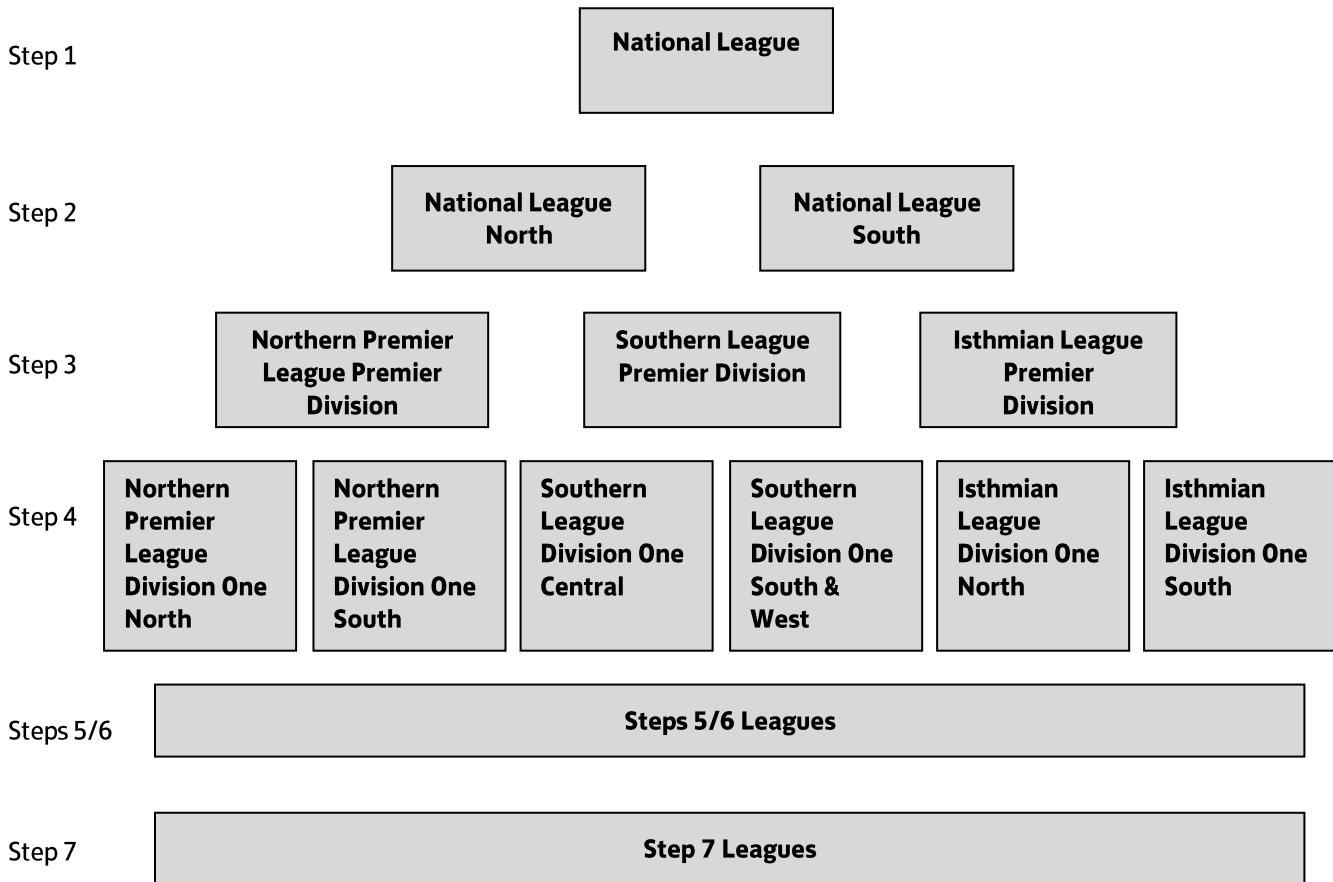 Step 1
National League
Step 2
National League
North
National League
South
Step 3
Northern Premier
League Premier
Division
Southern League
Premier Division
Isthmian League
Premier
Division
Step 4
Northern
Premier
League
Division One
North
Northern
Premier
League
Division One
South
Southern
League
Division One
Central
Southern
League
Division One
South &
West
Isthmian
League
Division One
North
Isthmian
League
Division One
South
Steps 5/6
Steps 5/6 Leagues
Step 7
Step 7 Leagues